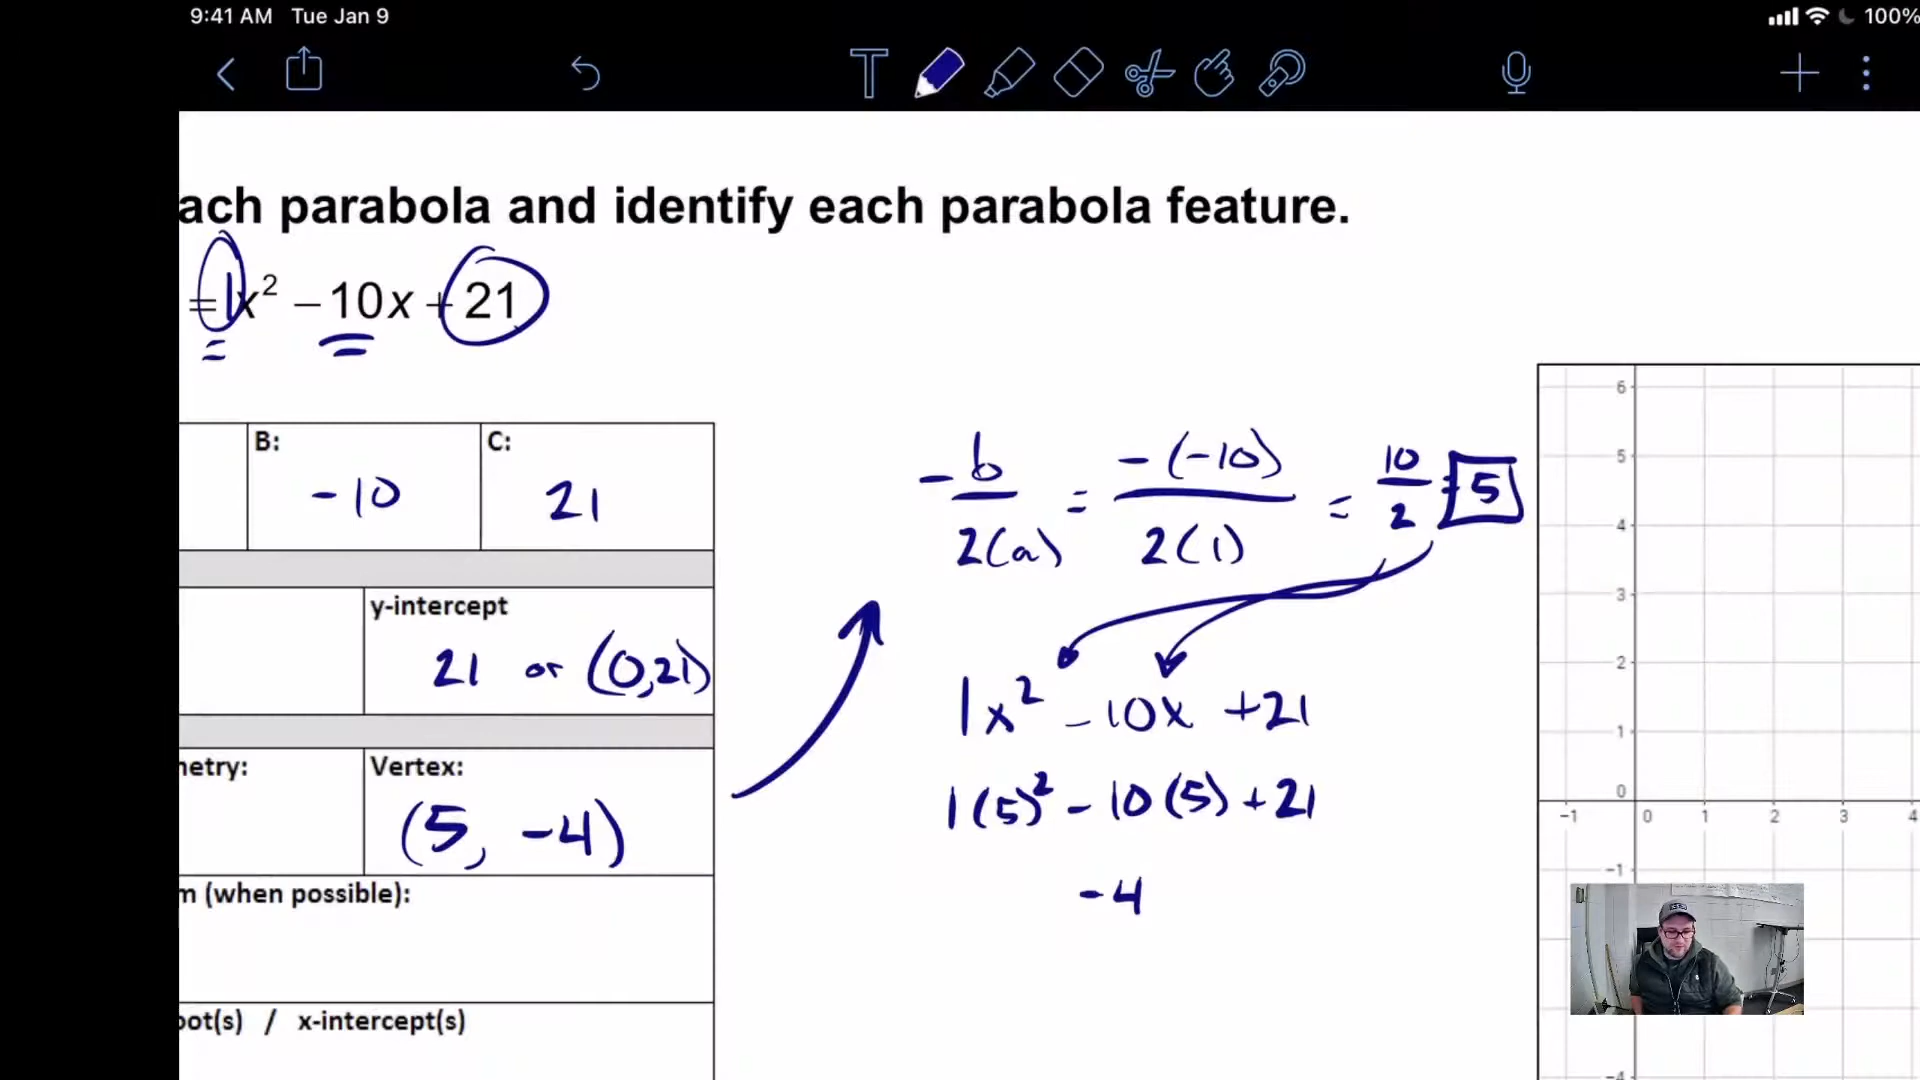 9:41 AM Tue Jan 9
100%
ach parabola and identify each parabola feature.
= 1x² – 10x + 21
B:
-10
C:
21
y-intercept
21 or (0,21)
netry:
Vertex:
(5, -4)
m (when possible):
oot(s) / x-intercept(s)
- b / 2(a) = -(-10) / 2(1) = 10 / 2 = 5
1x² - 10x + 21
1(5)² - 10(5) + 21
-4
6
5
4
3
2
1
0
-1 0 1 2 3 4
-1
-4